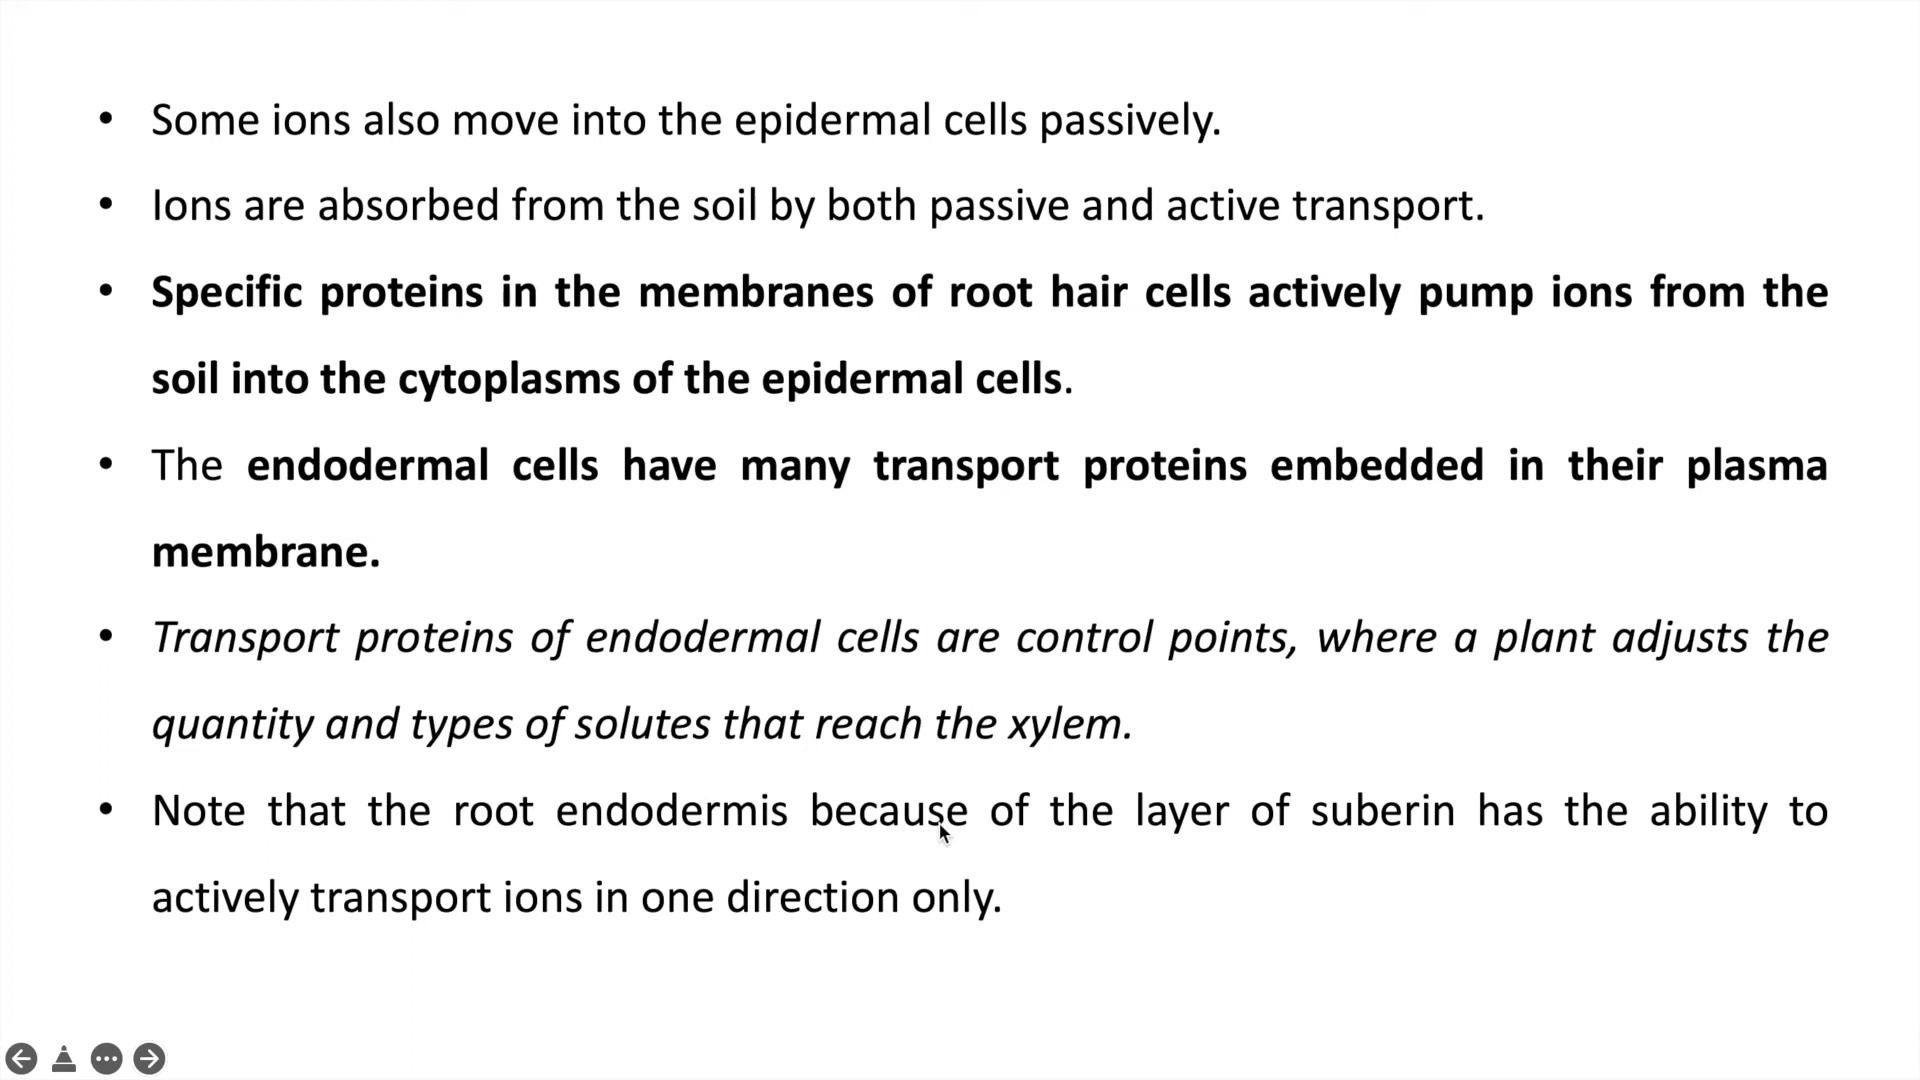 • Some ions also move into the epidermal cells passively.
• Ions are absorbed from the soil by both passive and active transport.
• Specific proteins in the membranes of root hair cells actively pump ions from the
soil into the cytoplasms of the epidermal cells.
• The endodermal cells have many transport proteins embedded in their plasma
membrane.
• Transport proteins of endodermal cells are control points, where a plant adjusts the
quantity and types of solutes that reach the xylem.
• Note that the root endodermis because of the layer of suberin has the ability to
actively transport ions in one direction only.